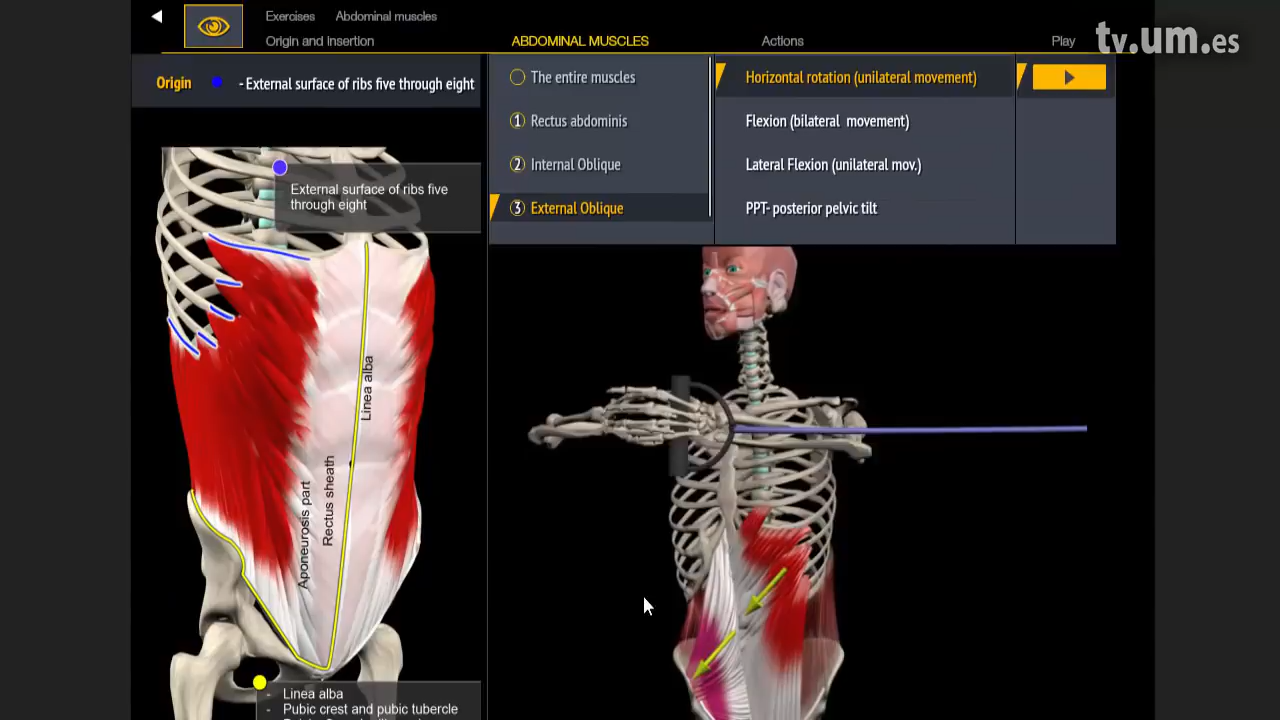 Exercises Abdominal muscles
Origin and Insertion
ABDOMINAL MUSCLES
Actions
Play
tv.um.es
Origin - External surface of ribs five through eight
The entire muscles
1 Rectus abdominis
2 Internal Oblique
3 External Oblique
Horizontal rotation (unilateral movement)
Flexion (bilateral movement)
Lateral Flexion (unilateral mov.)
PPT- posterior pelvic tilt
External surface of ribs five
through eight
Linea alba
Rectus sheath
Aponeurosis part
- Linea alba
- Pubic crest and pubic tubercle